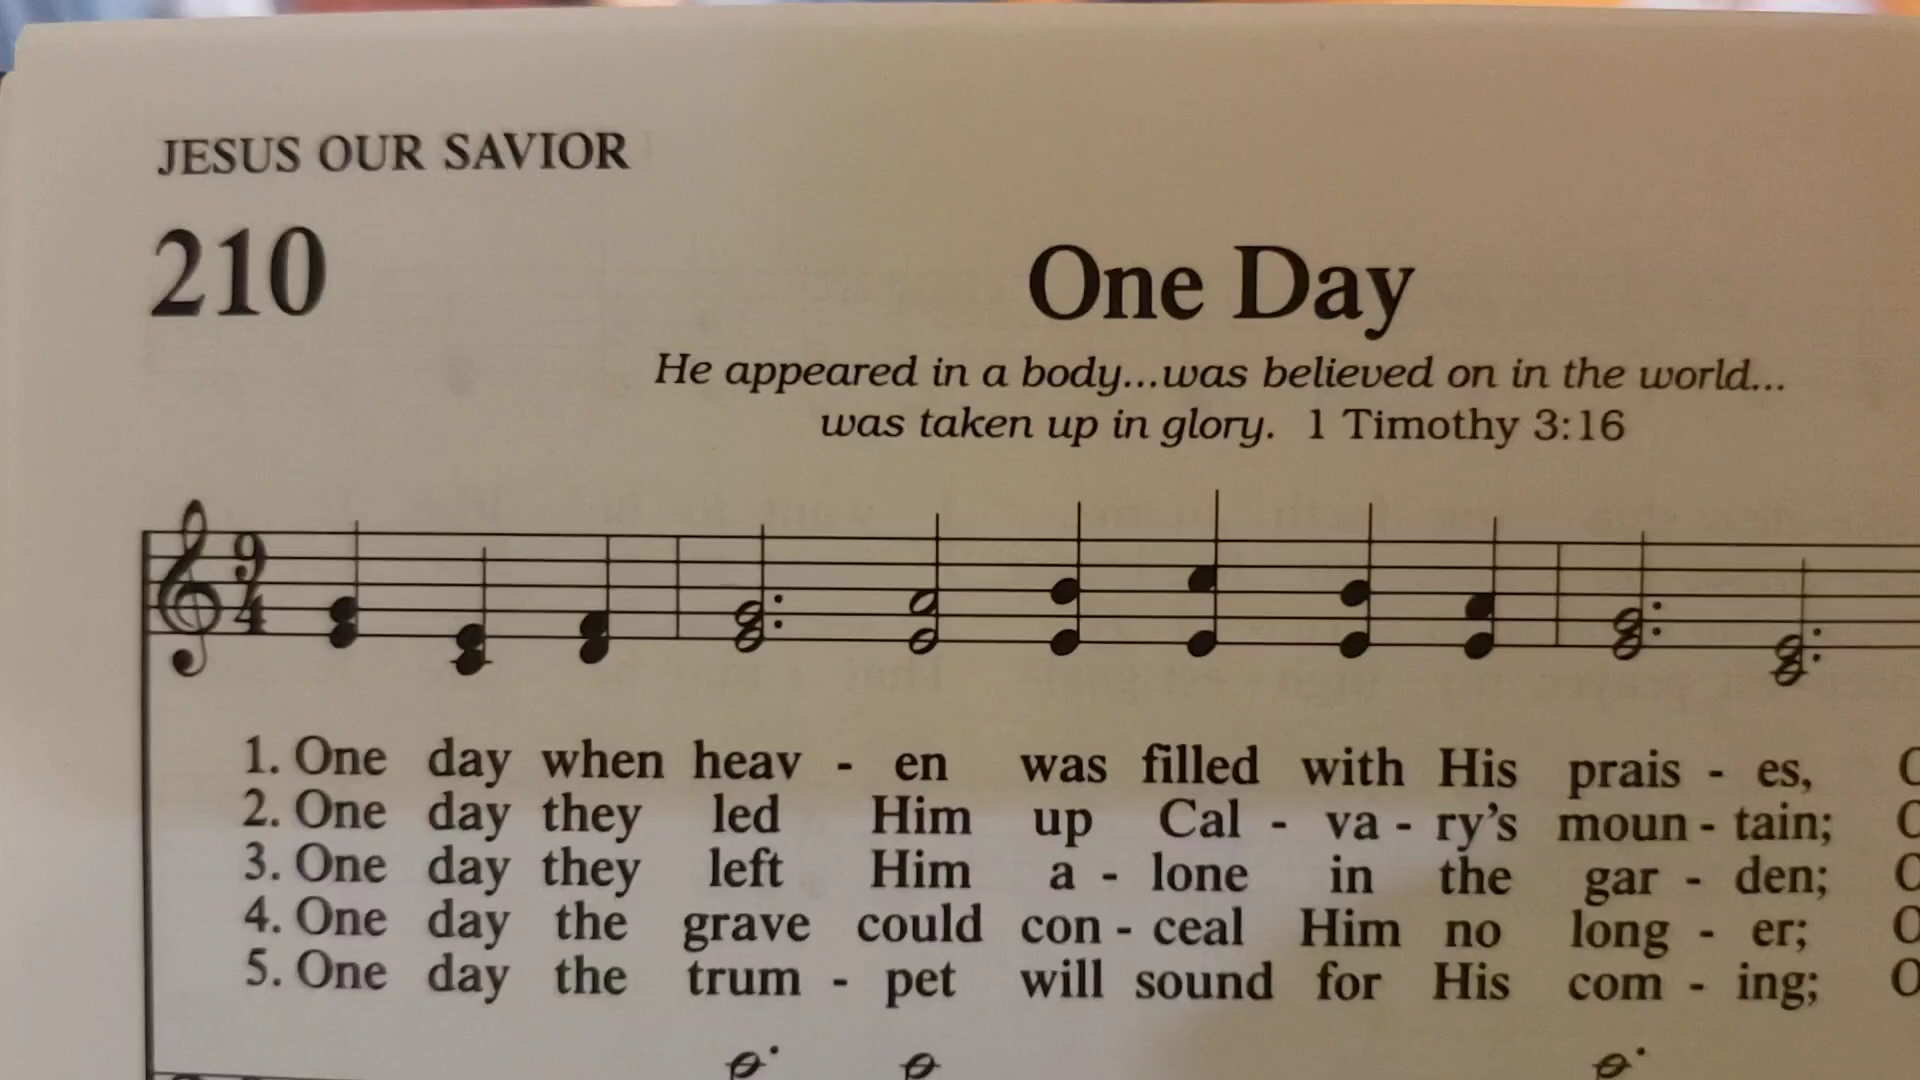 JESUS OUR SAVIOR
210
One Day
He appeared in a body...was believed on in the world...
was taken up in glory. 1 Timothy 3:16
9
4
1. One day when heav - en was filled with His prais - es,
2. One day they led Him up Cal - va - ry's moun - tain;
3. One day they left Him a - lone in the gar - den;
4. One day the grave could con - ceal Him no long - er;
5. One day the trum - pet will sound for His com - ing;